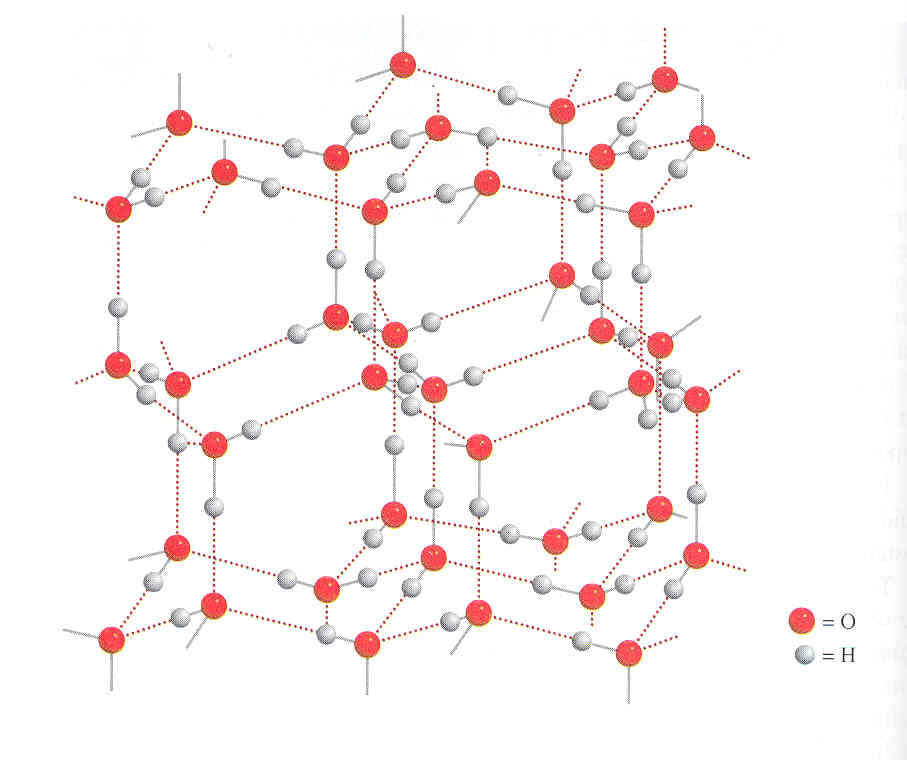 = O
= H